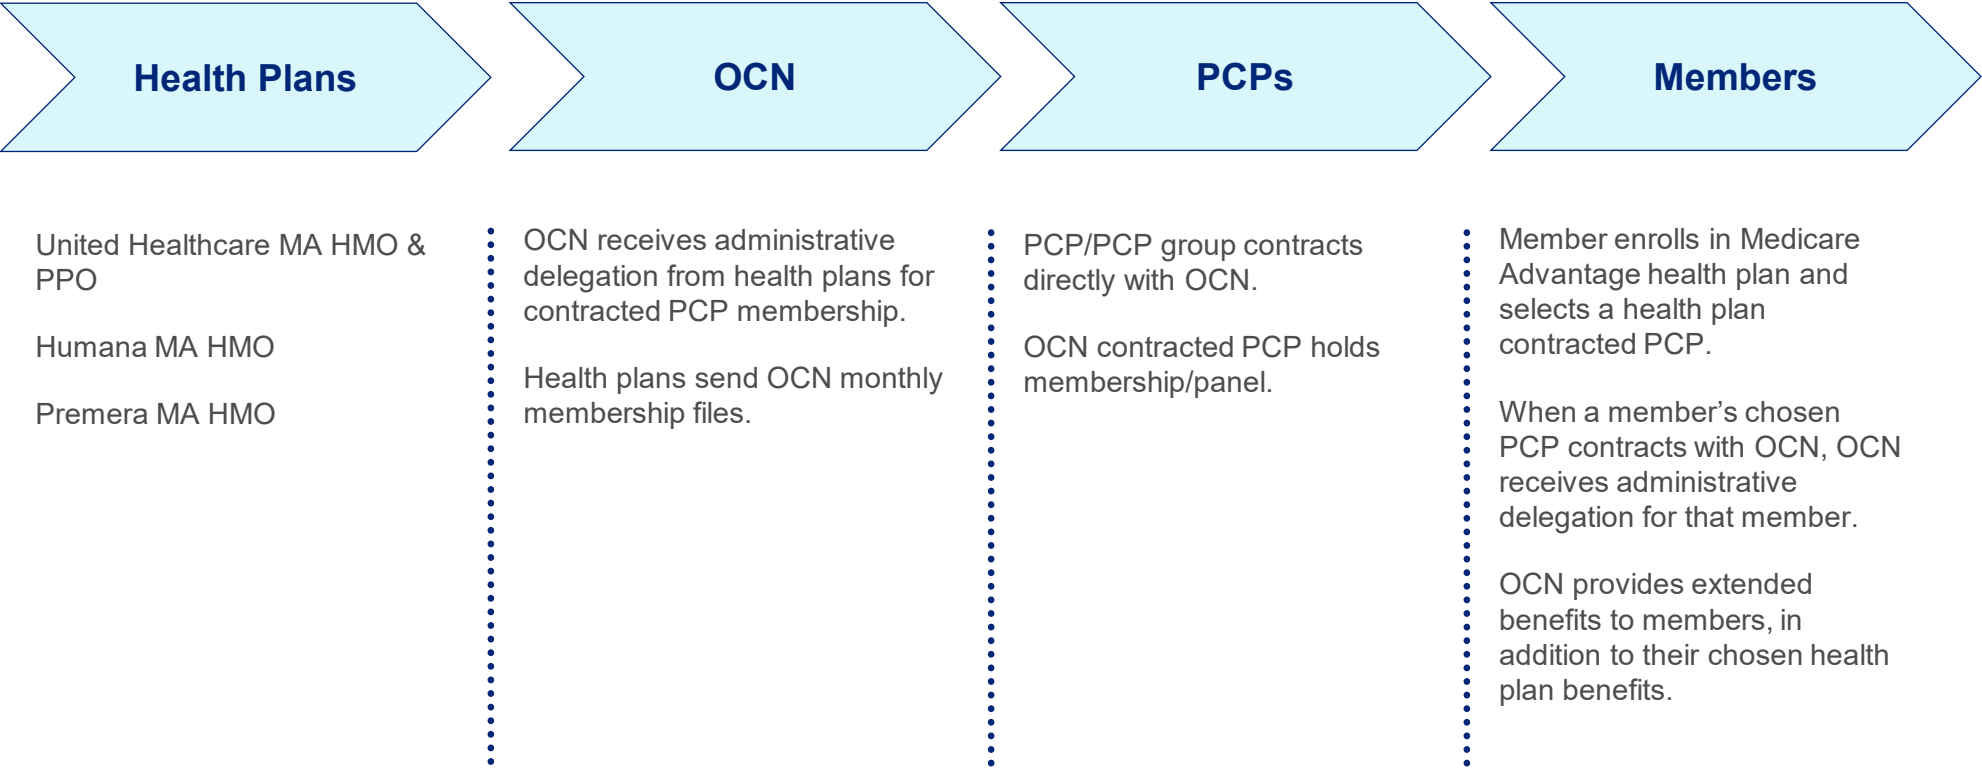 Health Plans
OCN
PCPs
Members
United Healthcare MA HMO &
PPO
Humana MA HMO
Premera MA HMO
OCN receives administrative
delegation from health plans for
contracted PCP membership.
Health plans send OCN monthly
membership files.
PCP/PCP group contracts
directly with OCN.
OCN contracted PCP holds
membership/panel.
Member enrolls in Medicare
Advantage health plan and
selects a health plan
contracted PCP.
When a member’s chosen
PCP contracts with OCN, OCN
receives administrative
delegation for that member.
OCN provides extended
benefits to members, in
addition to their chosen health
plan benefits.